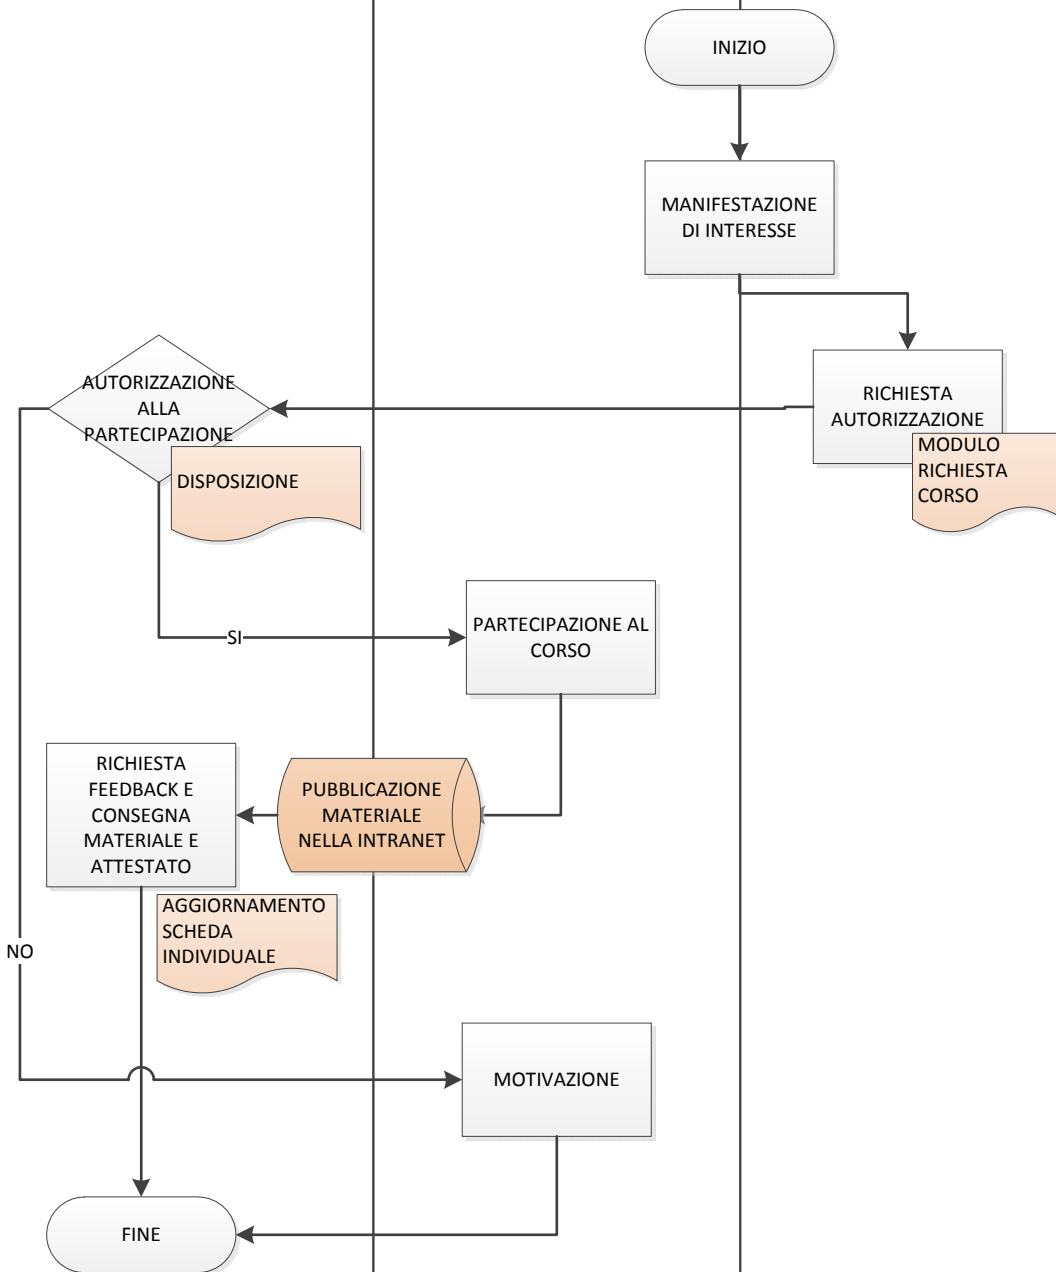 INIZIO
MANIFESTAZIONE
DI INTERESSE
RICHIESTA
AUTORIZZAZIONE
MODULO
RICHIESTA
CORSO
AUTORIZZAZIONE
ALLA
PARTECIPAZIONE
DISPOSIZIONE
SI
PARTECIPAZIONE AL
CORSO
PUBBLICAZIONE
MATERIALE
NELLA INTRANET
RICHIESTA
FEEDBACK E
CONSEGNA
MATERIALE E
ATTESTATO
AGGIORNAMENTO
SCHEDA
INDIVIDUALE
NO
MOTIVAZIONE
FINE